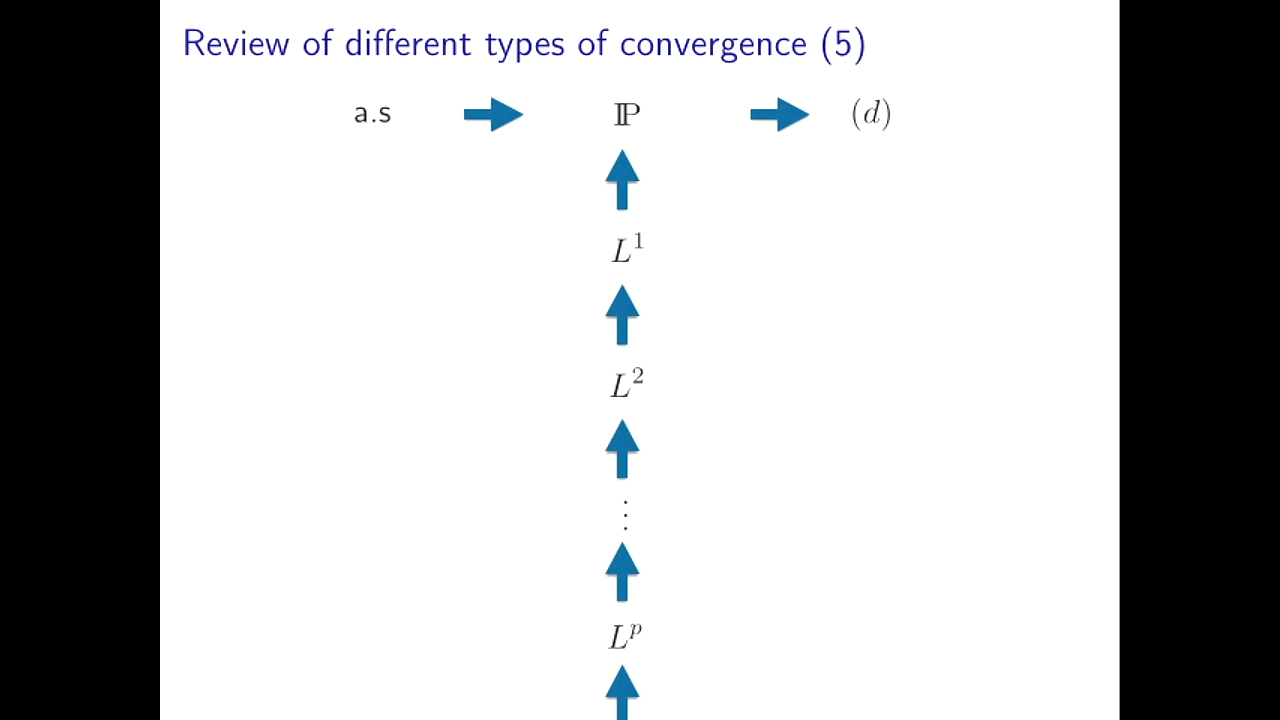 Review of different types of convergence (5)
a.s ℙ (d)
L¹
L²
⋮
Lᵖ